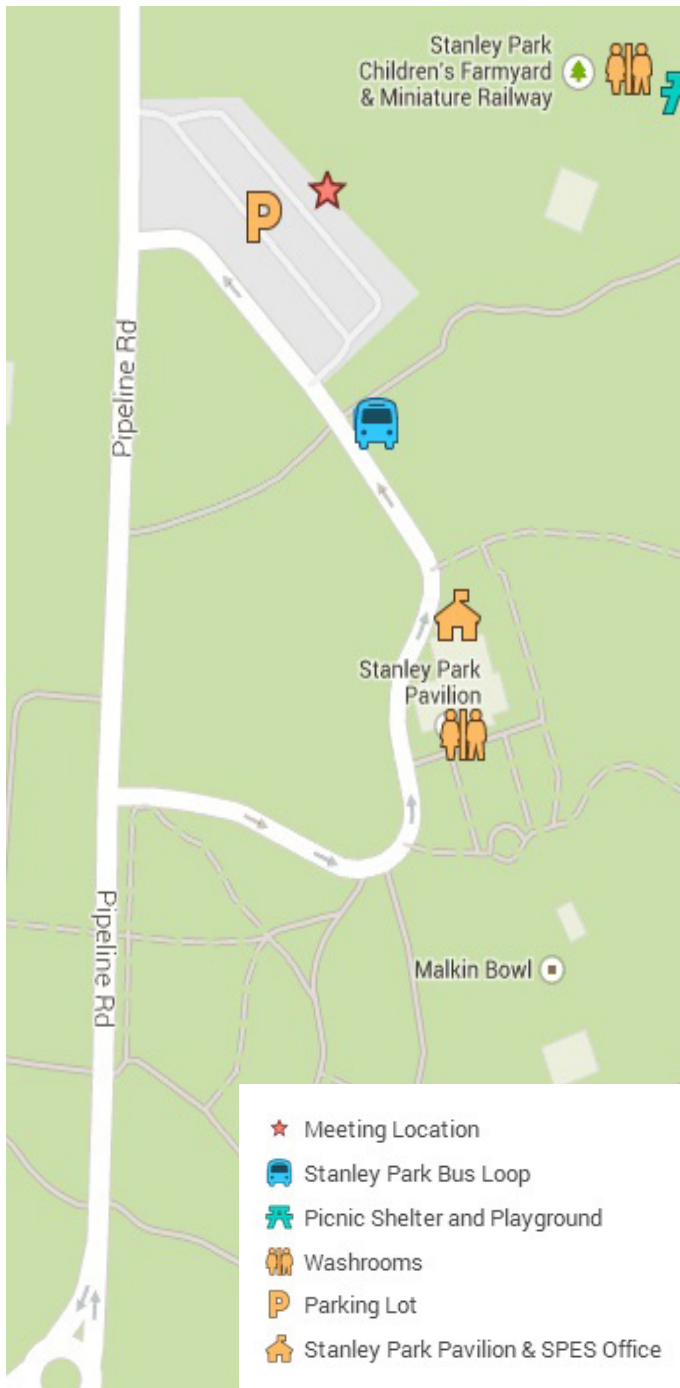 Stanley Park
Children's Farmyard
& Miniature Railway
P
Pipeline Rd
Stanley Park
Pavilion
Pipeline Rd
Malkin Bowl
Meeting Location
Stanley Park Bus Loop
Picnic Shelter and Playground
Washrooms
P Parking Lot
Stanley Park Pavilion & SPES Office